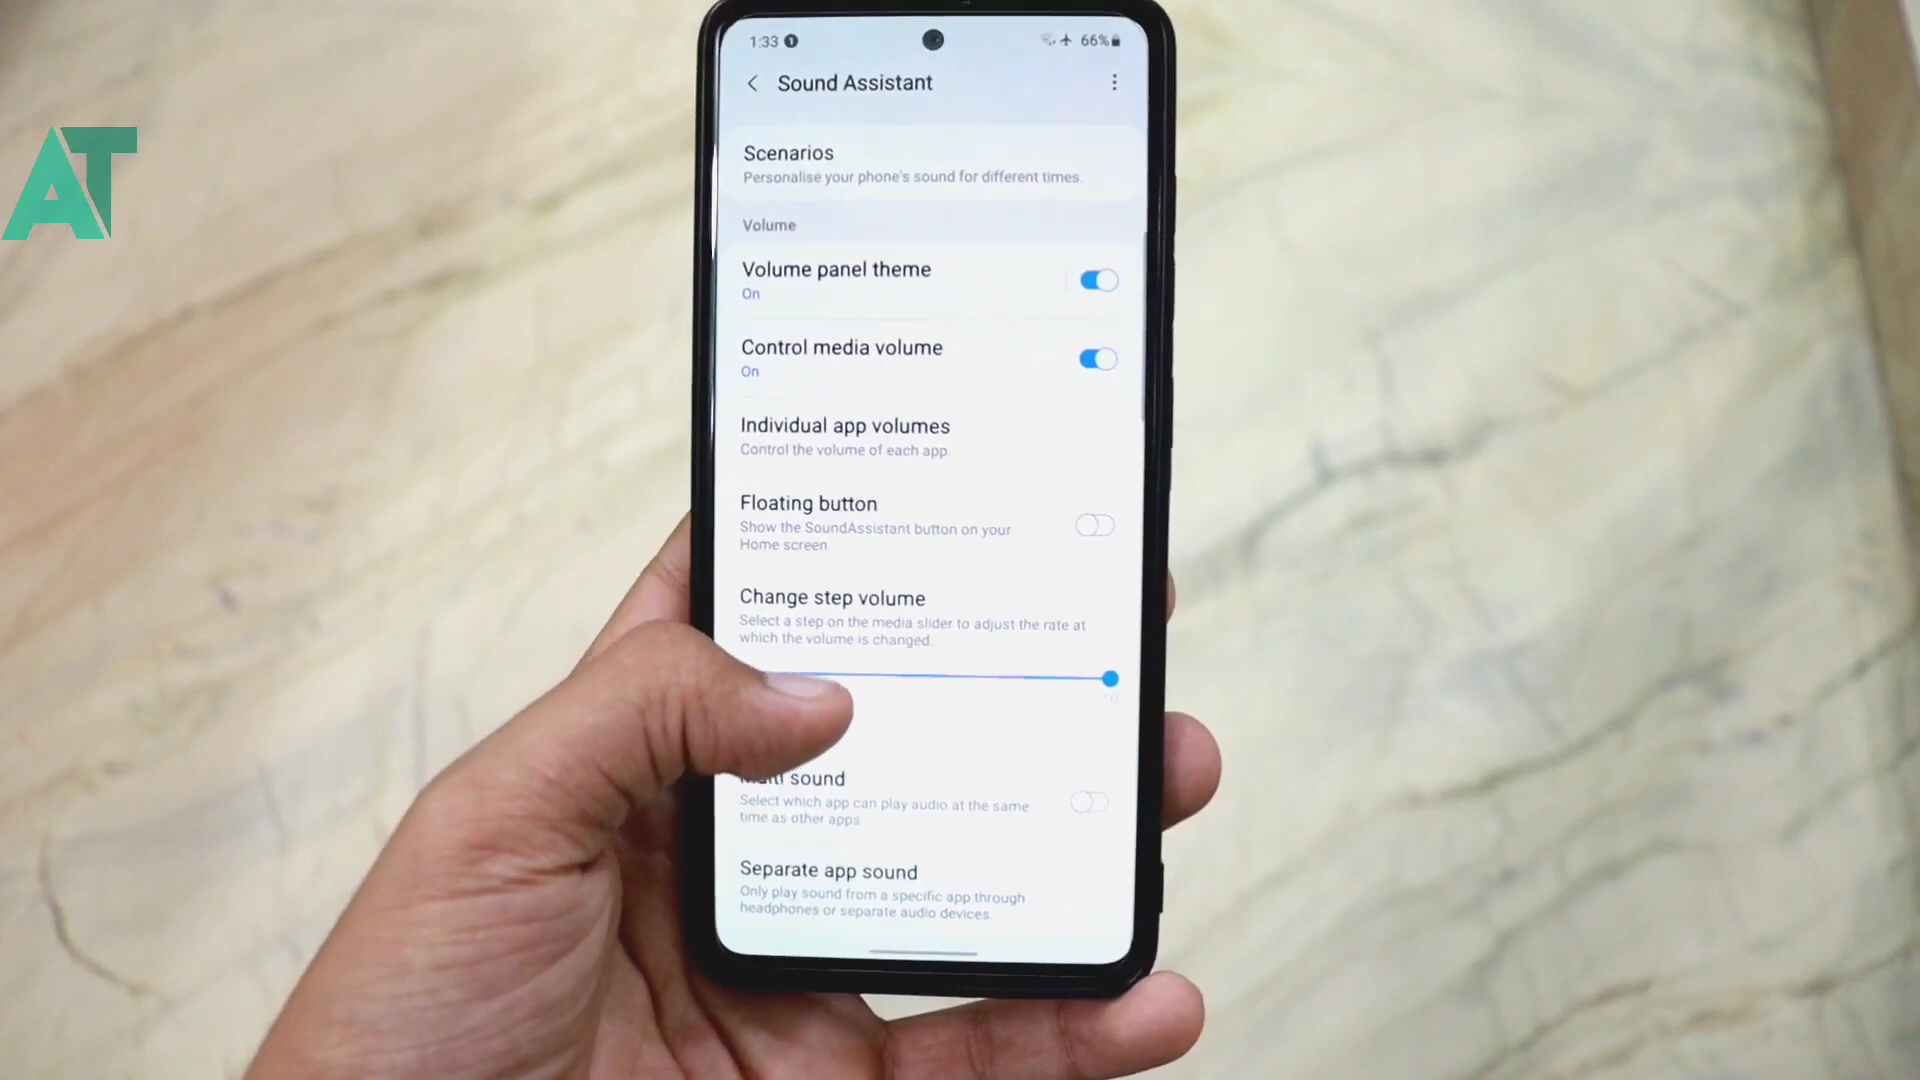 AT
1:33 1
66%
Sound Assistant
Scenarios
Personalise your phone's sound for different times.
Volume
Volume panel theme
On
Control media volume
On
Individual app volumes
Control the volume of each app.
Floating button
Show the SoundAssistant button on your
Home screen
Change step volume
Select a step on the media slider to adjust the rate at
which the volume is changed.
10
sound
Select which app can play audio at the same
time as other apps
Separate app sound
Only play sound from a specific app through
headphones or separate audio devices.